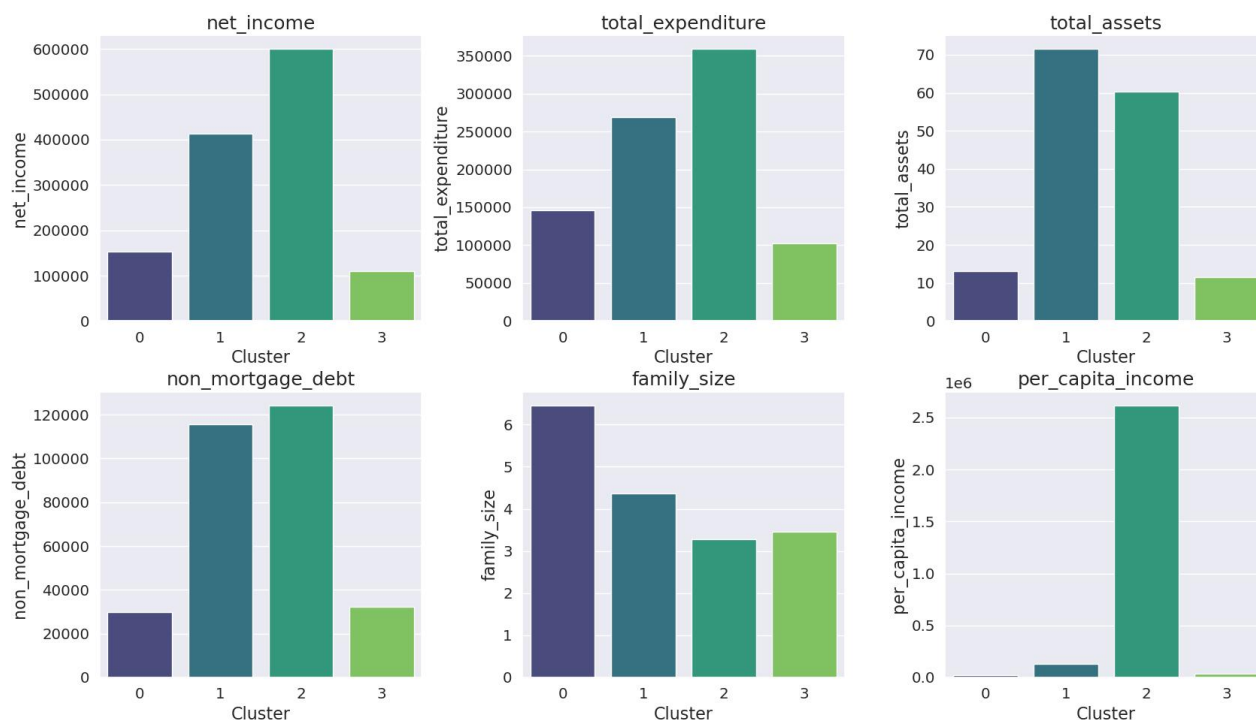 net_income
600000
500000
400000
300000
200000
100000
0
net_income
0 1 2 3
Cluster
total_expenditure
350000
300000
250000
200000
150000
100000
50000
0
total_expenditure
0 1 2 3
Cluster
total_assets
70
60
50
40
30
20
10
0
total_assets
0 1 2 3
Cluster
non_mortgage_debt
120000
100000
80000
60000
40000
20000
0
non_mortgage_debt
0 1 2 3
Cluster
family_size
6
5
4
3
2
1
0
family_size
0 1 2 3
Cluster
per_capita_income
1e6
2.5
2.0
1.5
1.0
0.5
0.0
per_capita_income
0 1 2 3
Cluster